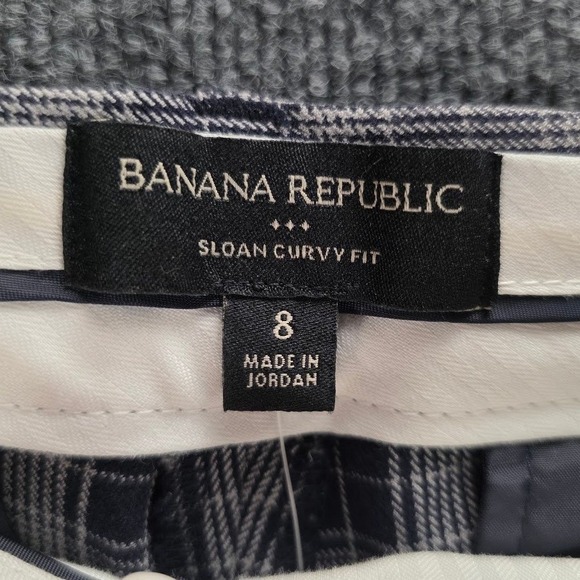 BANANA REPUBLIC
SLOAN CURVY FIT
8
MADE IN
JORDAN